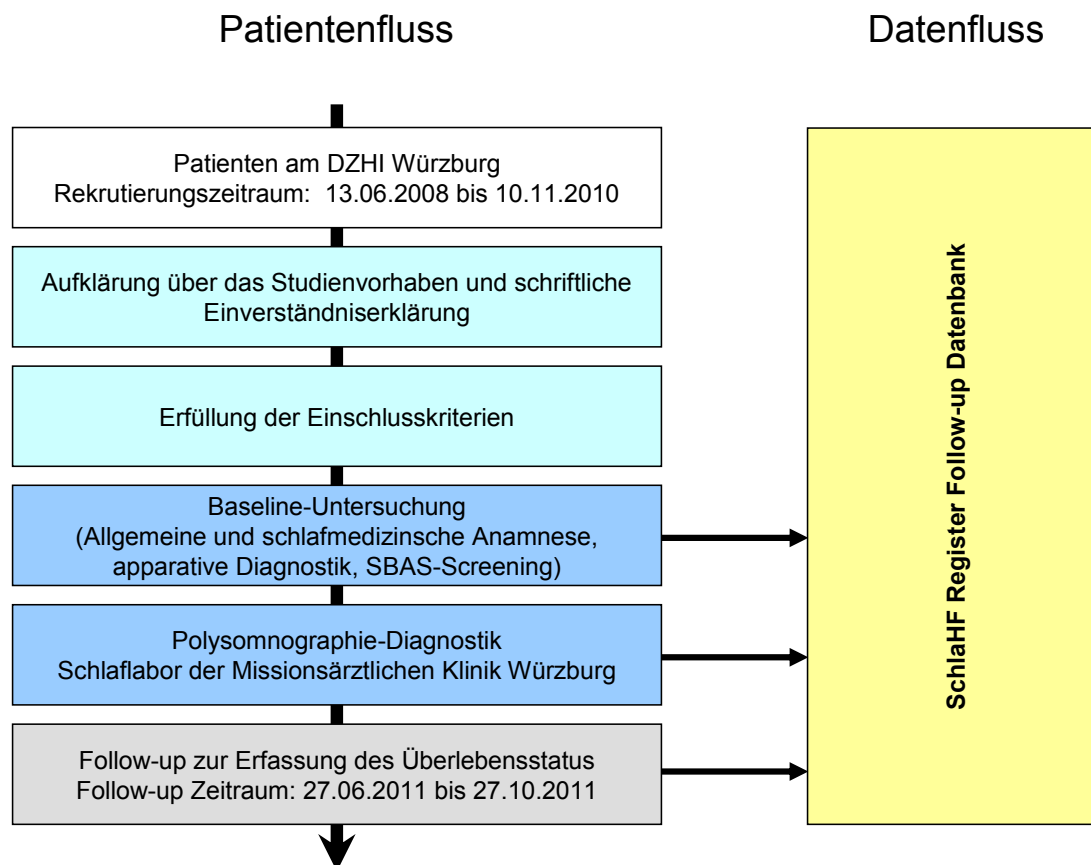 Patientenfluss
Datenfluss
Patienten am DZHI Würzburg
Rekrutierungszeitraum:  13.06.2008 bis 10.11.2010
Aufklärung über das Studienvorhaben und schriftliche
Einverständniserklärung
Erfüllung der Einschlusskriterien
Baseline-Untersuchung
(Allgemeine und schlafmedizinsche Anamnese,
apparative Diagnostik, SBAS-Screening)
Polysomnographie-Diagnostik
Schlaflabor der Missionsärztlichen Klinik Würzburg
Follow-up zur Erfassung des Überlebensstatus
Follow-up Zeitraum: 27.06.2011 bis 27.10.2011
SchlaHF Register Follow-up Datenbank